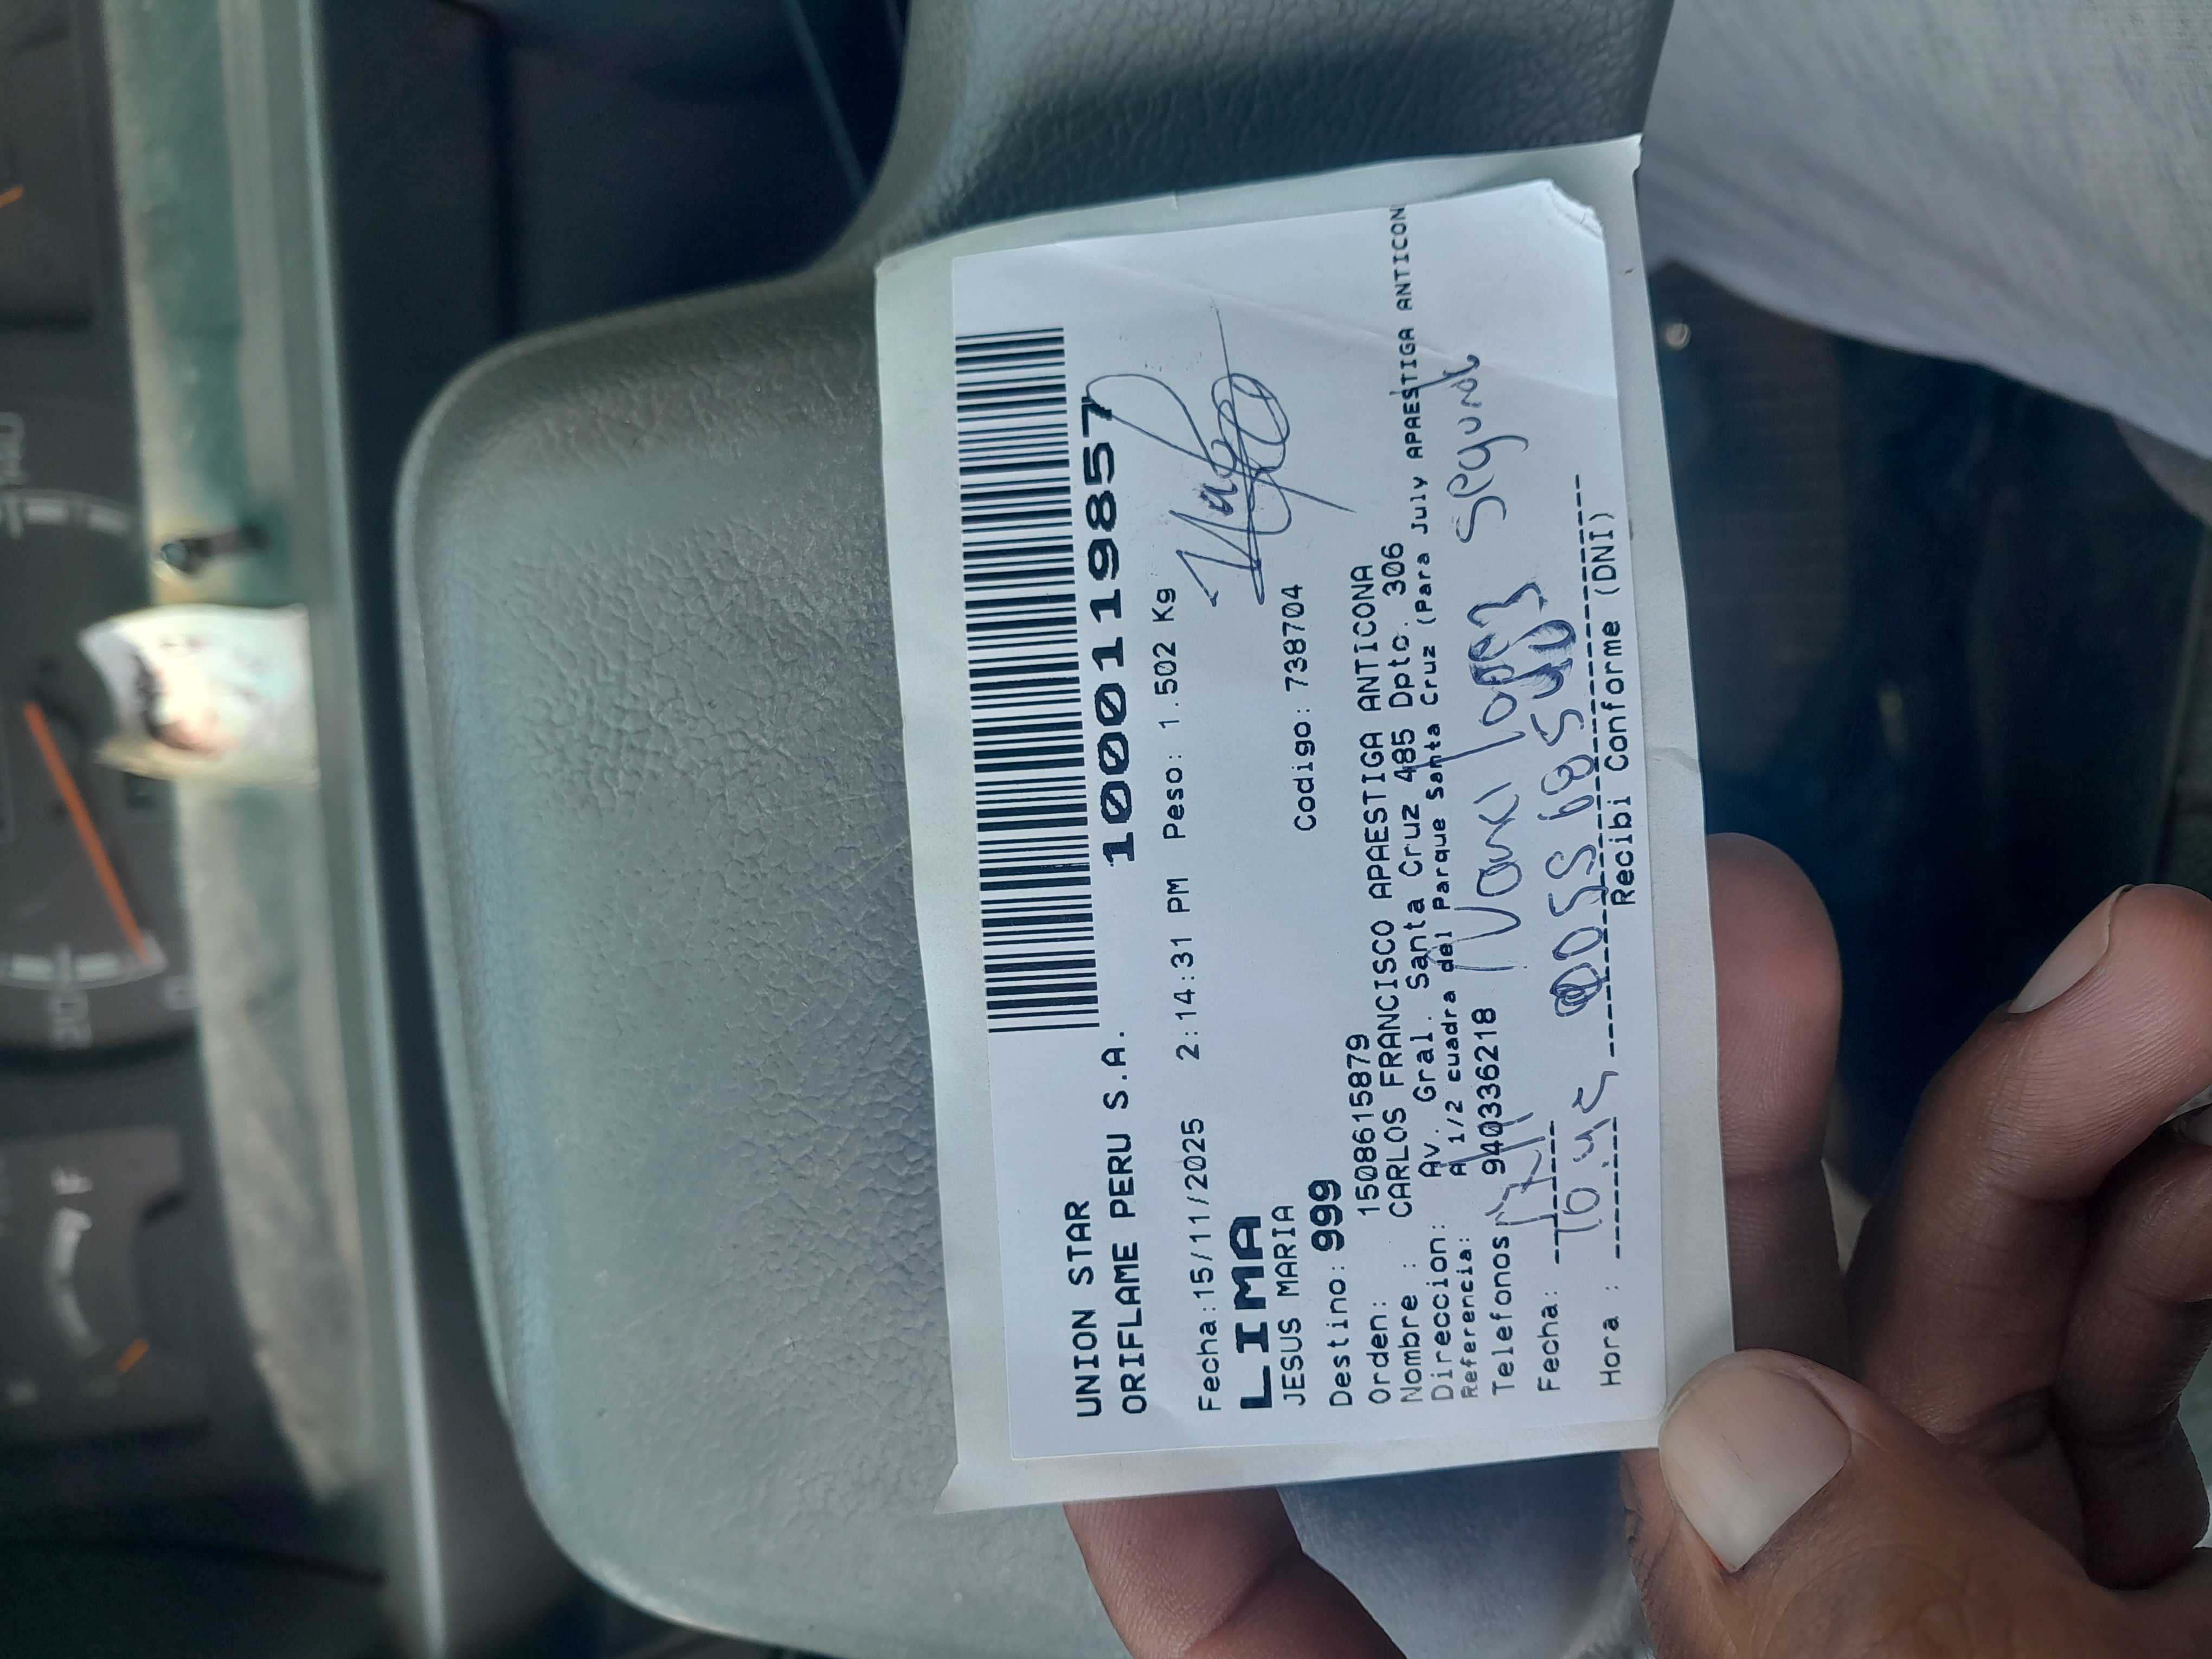 UNION STAR
ORIFLAME PERU S.A. 10001198577
Fecha:15/11/2025 2:14:31 PM Peso: 1.502 Kg
LIMA
JESUS MARIA
Destino: 999 Codigo: 738704
Orden: 1508615879
Nombre : CARLOS FRANCISCO APAESTIGA ANTICONA
Direccion: Av. Gral. Santa Cruz 485 Dpto. 306
Referencia: A 1/2 cuadra del Parque Santa Cruz (Para July APAESTIGA ANTICON
Telefonos 940336218
Fecha:
Hora :
Recibi Conforme (DNI)